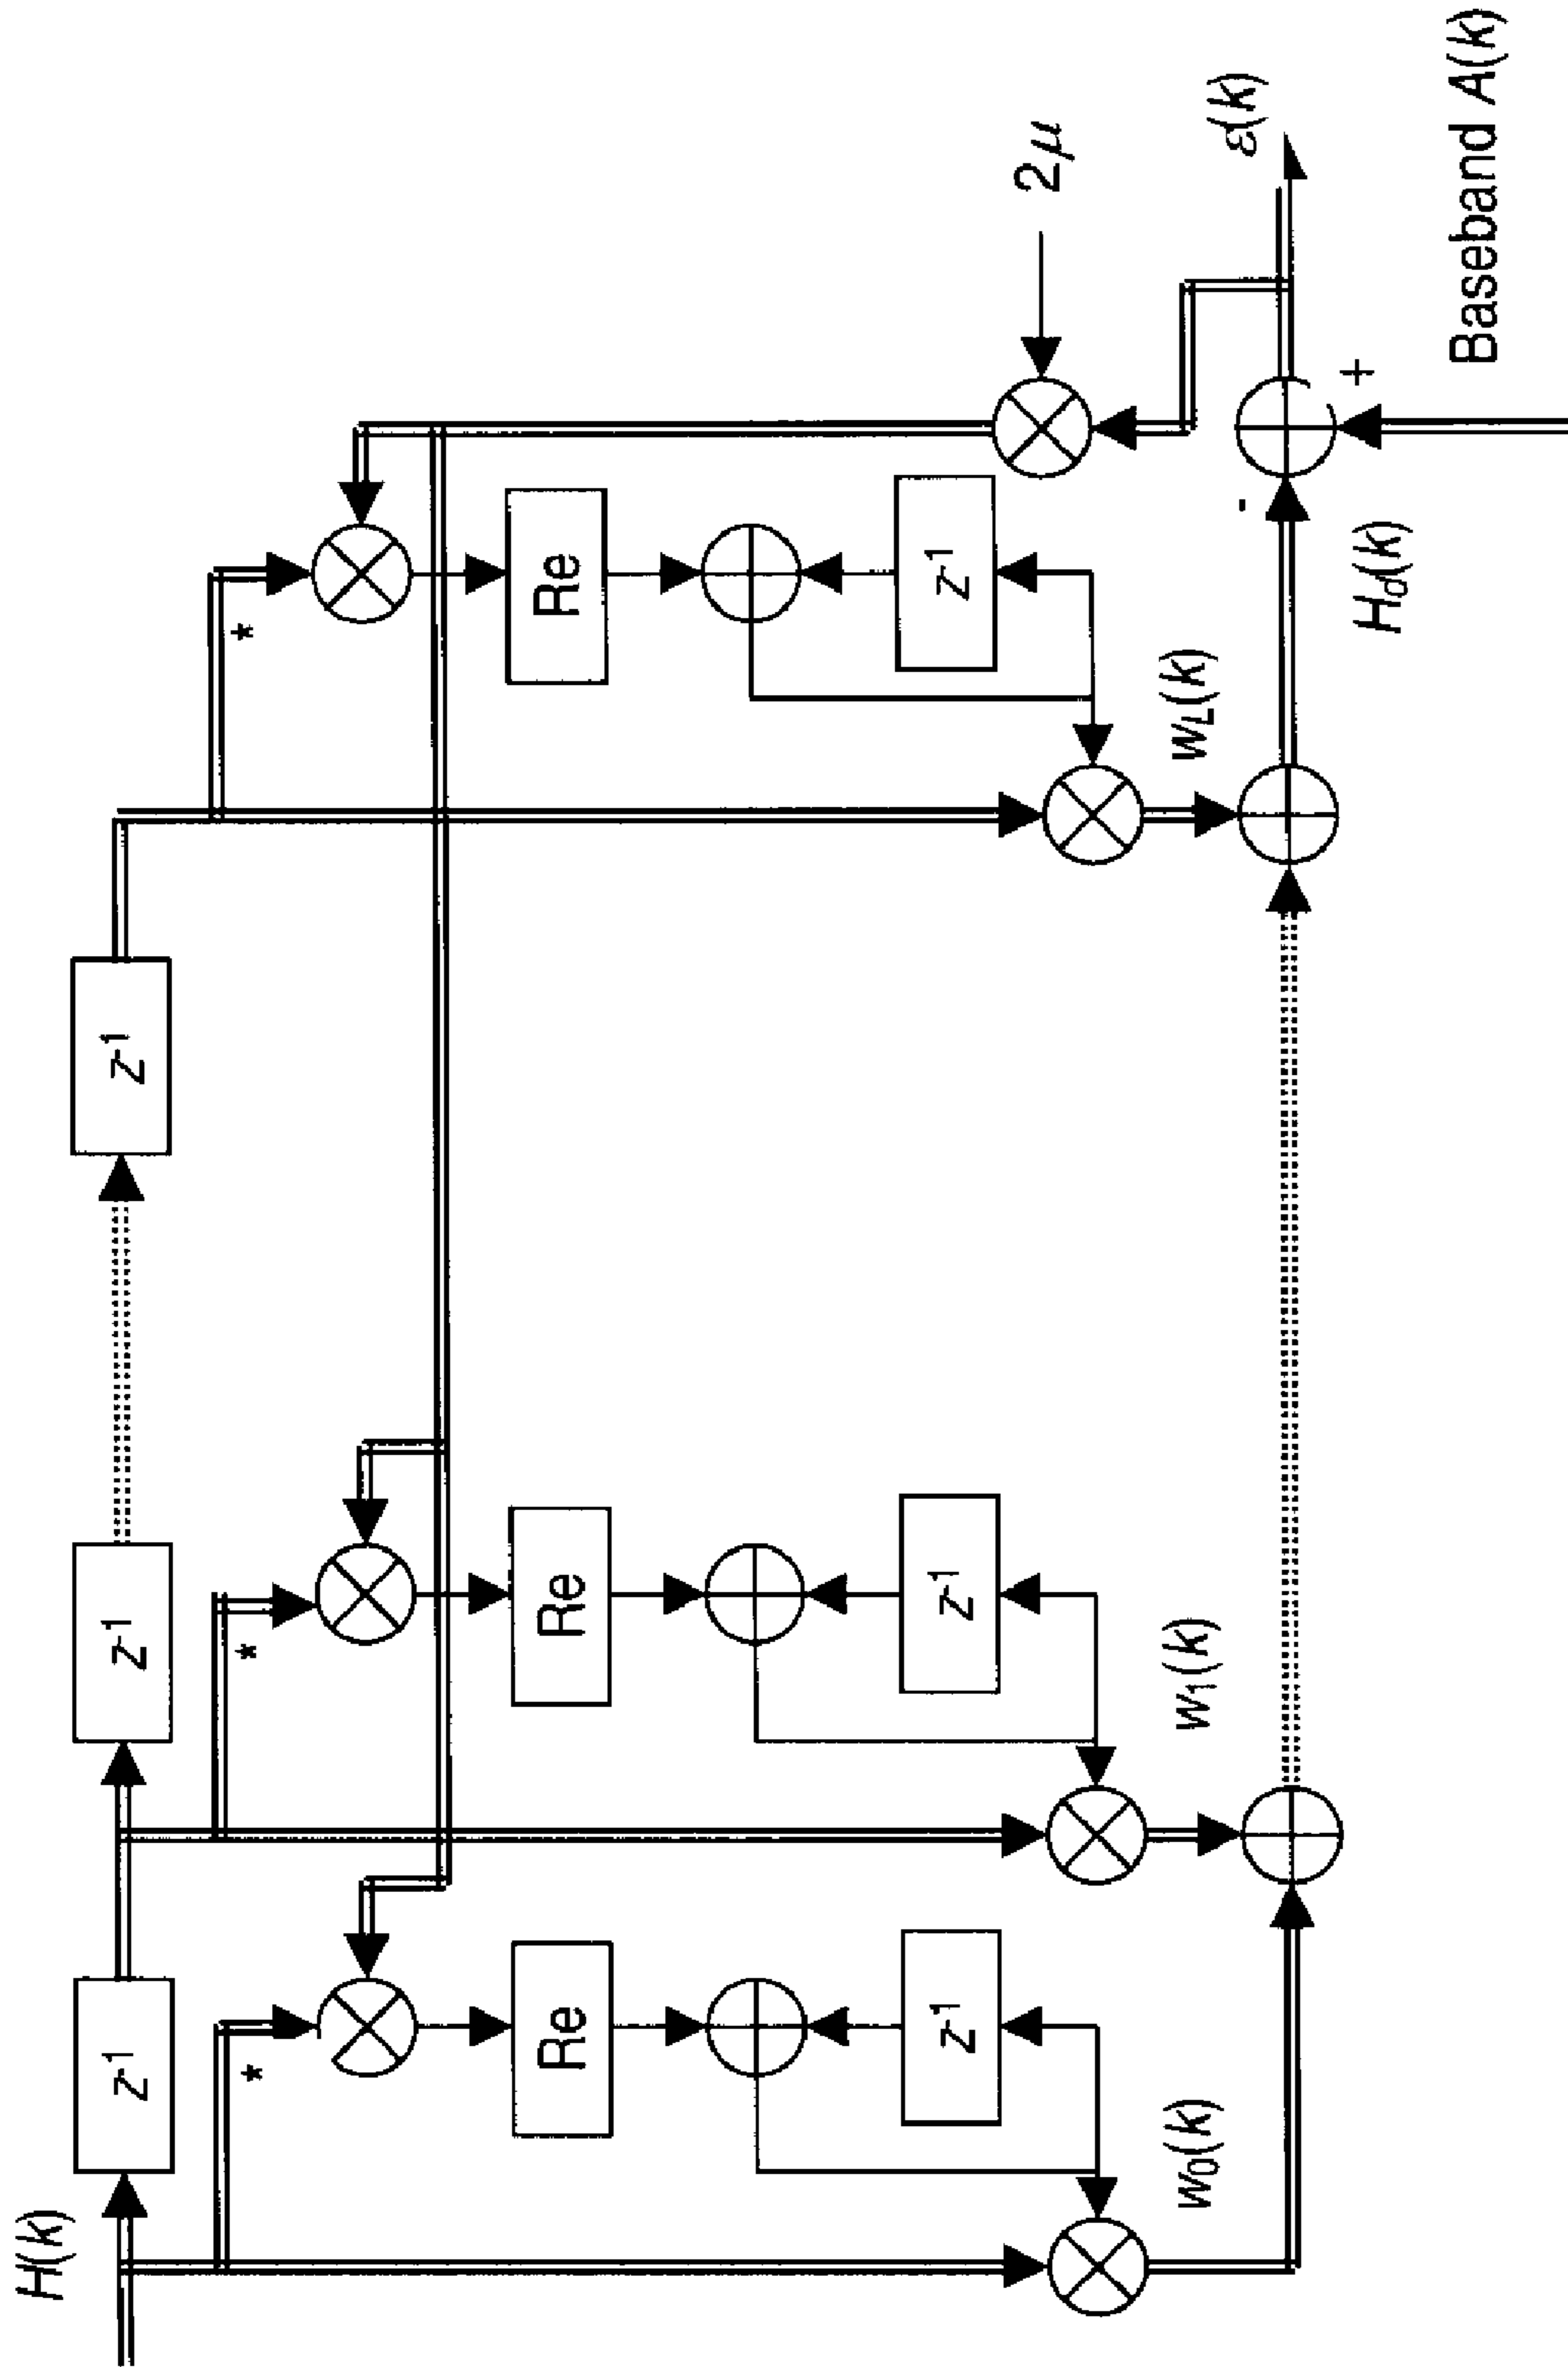 H(k)
z-1
z-1
z-1
*
*
*
Re
Re
Re
z-1
z-1
z-1
2μ
w0(k)
w1(k)
wL(k)
-
ε(k)
+
Hd(k)
Baseband A(k)